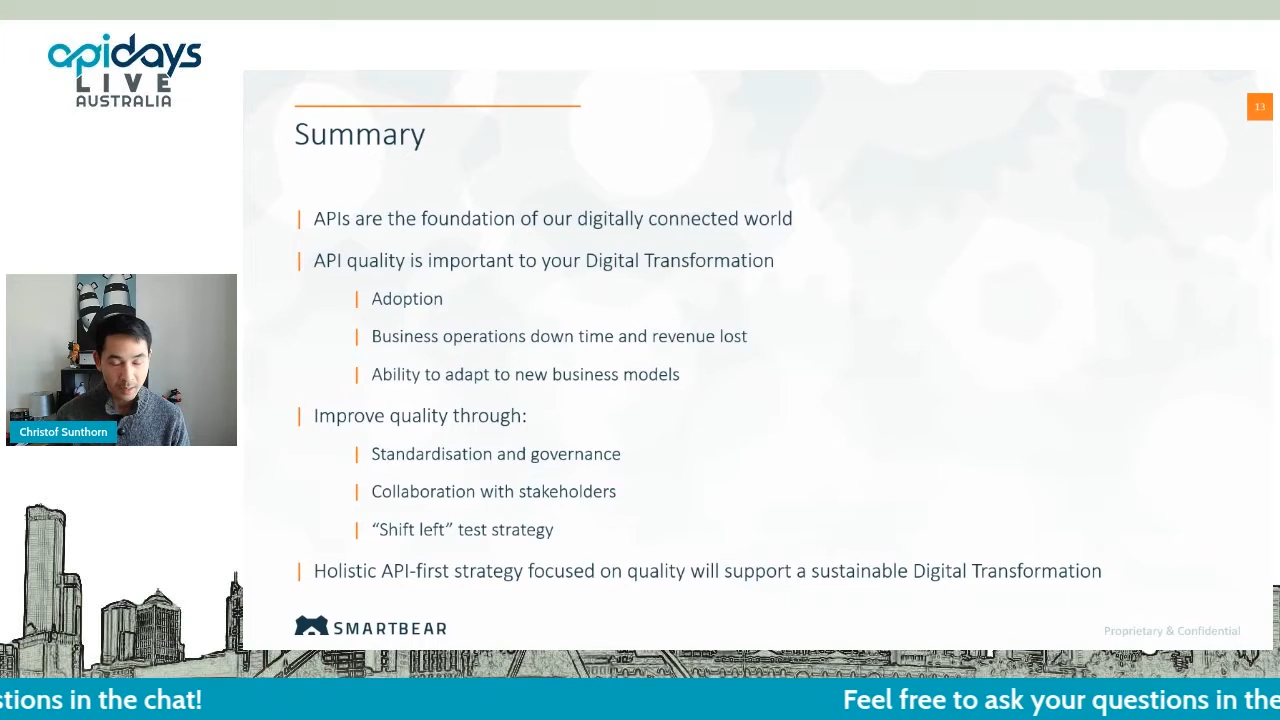 apidays
LIVE
AUSTRALIA
13
Summary
APIs are the foundation of our digitally connected world
API quality is important to your Digital Transformation
Adoption
Business operations down time and revenue lost
Ability to adapt to new business models
Improve quality through:
Standardisation and governance
Collaboration with stakeholders
“Shift left” test strategy
Holistic API-first strategy focused on quality will support a sustainable Digital Transformation
Christof Sunthorn
SMARTBEAR
Proprietary & Confidential
stions in the chat!
Feel free to ask your questions in the